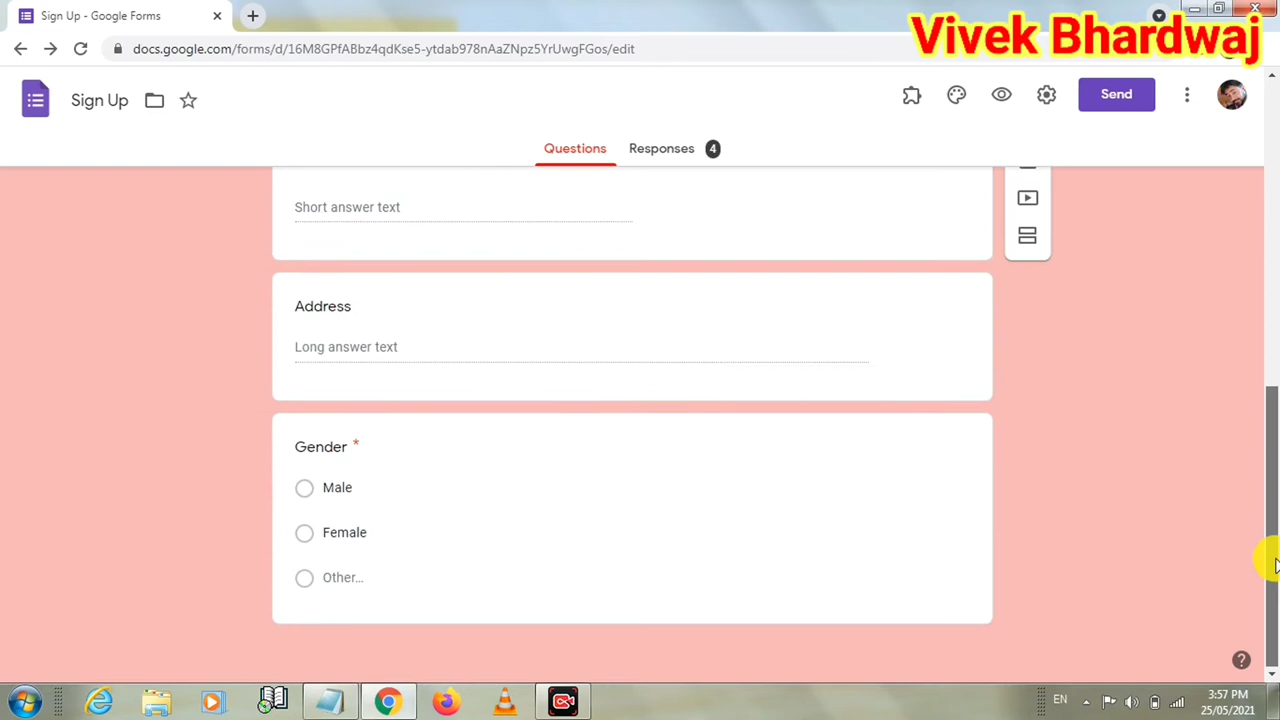 Sign Up - Google Forms
Vivek Bhardwaj
docs.google.com/forms/d/16M8GPfABbz4qdKse5-ytdab978nAaZNpz5YrUwgFGos/edit
Sign Up
Send
Questions
Responses 4
Short answer text
Address
Long answer text
Gender *
Male
Female
Other...
EN
3:57 PM
25/05/2021